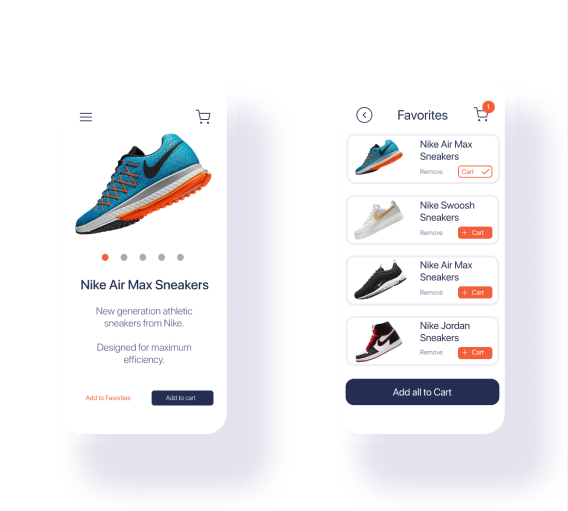 Nike Air Max Sneakers
New generation athletic
sneakers from Nike.
Designed for maximum
efficiency.
Add to Favorites
Add to cart
Favorites
1
Nike Air Max
Sneakers
Remove
Cart
Nike Swoosh
Sneakers
Remove
+ Cart
Nike Air Max
Sneakers
Remove
+ Cart
Nike Jordan
Sneakers
Remove
+ Cart
Add all to Cart